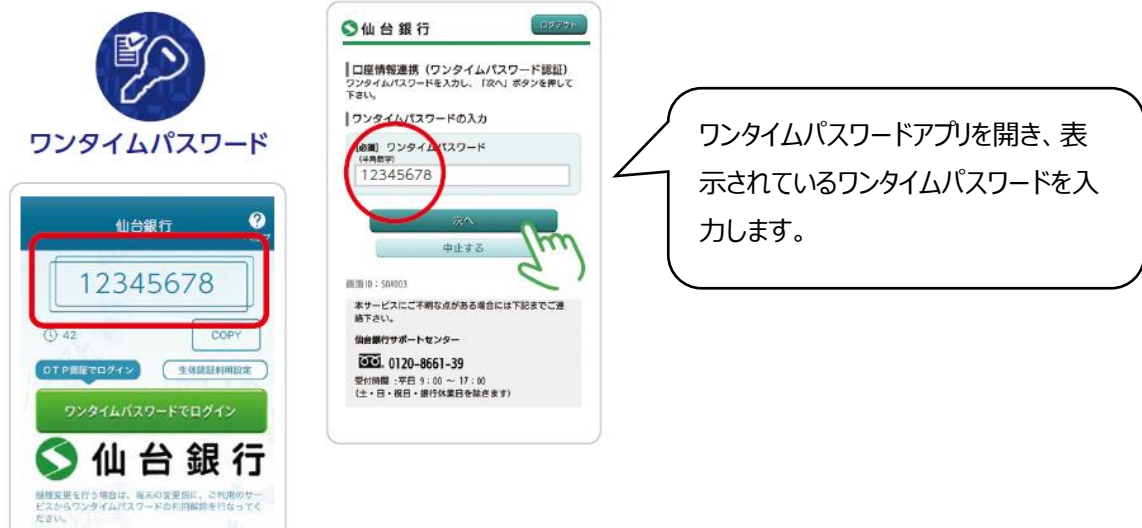 ワンタイムパスワード
仙台銀行
ヘルプ
12345678
42
COPY
OTP認証でログイン
生体認証利用設定
ワンタイムパスワードでログイン
仙台銀行
機種変更を行う場合は、端末の変更前に、ご利用のサー
ビスからワンタイムパスワードの利用解除を行なってく
ださい。
仙台銀行
ログアウト
口座情報連携（ワンタイムパスワード認証）
ワンタイムパスワードを入力し、「次へ」ボタンを押して
下さい。
ワンタイムパスワードの入力
[必須] ワンタイムパスワード
(半角数字)
12345678
次へ
中止する
画面ID：SOA003
本サービスにご不明な点がある場合には下記までご連
絡下さい。
仙台銀行サポートセンター
0120-8661-39
受付時間：平日 9：00 ～ 17：00
(土・日・祝日・銀行休業日を除きます)
ワンタイムパスワードアプリを開き、表
示されているワンタイムパスワードを入
力します。